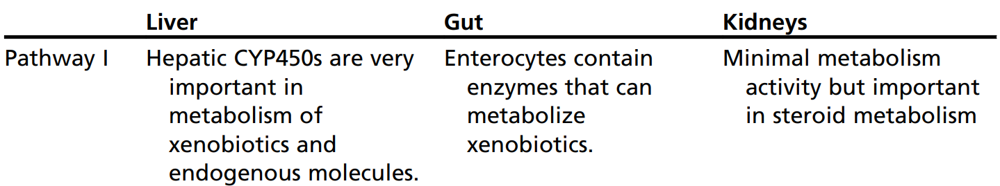 Liver Gut Kidneys
Pathway I Hepatic CYP450s are very Enterocytes contain Minimal metabolism
important in enzymes that can activity but important
metabolism of metabolize in steroid metabolism
xenobiotics and xenobiotics.
endogenous molecules.